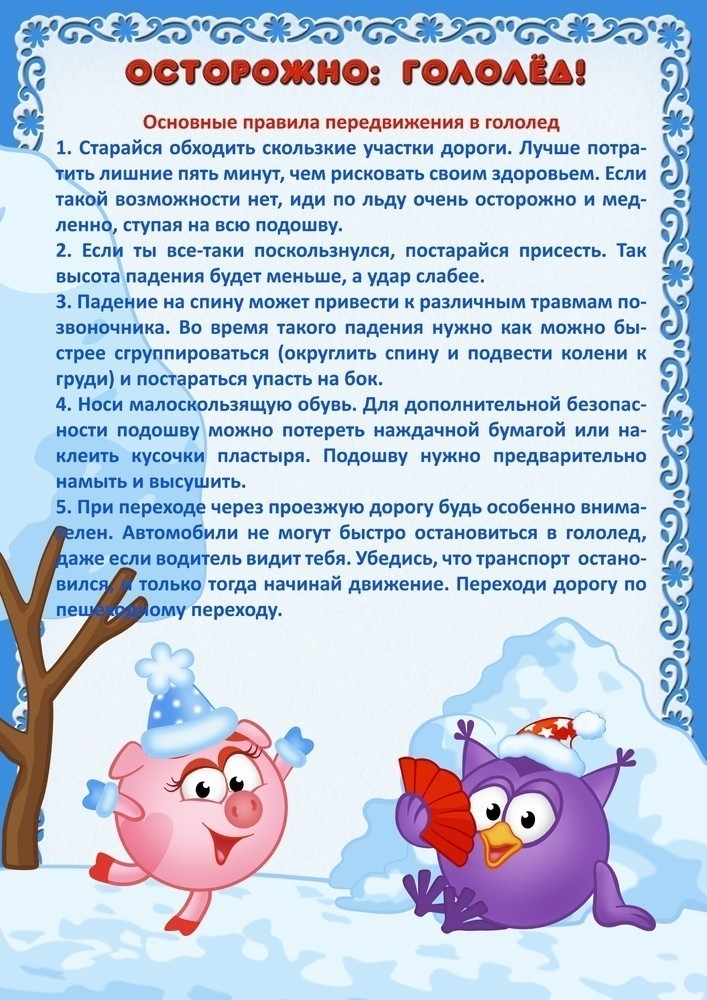 ОСТОРОЖНО: ГОЛОЛЁД!
Основные правила передвижения в гололед
1. Старайся обходить скользкие участки дороги. Лучше потра-
тить лишние пять минут, чем рисковать своим здоровьем. Если
такой возможности нет, иди по льду очень осторожно и мед-
ленно, ступая на всю подошву.
2. Если ты все-таки поскользнулся, постарайся присесть. Так
высота падения будет меньше, а удар слабее.
3. Падение на спину может привести к различным травмам по-
звоночника. Во время такого падения нужно как можно бы-
стрее сгруппироваться (округлить спину и подвести колени к
груди) и постараться упасть на бок.
4. Носи малоскользящую обувь. Для дополнительной безопас-
ности подошву можно потереть наждачной бумагой или на-
клеить кусочки пластыря. Подошву нужно предварительно
намыть и высушить.
5. При переходе через проезжую дорогу будь особенно внима-
телен. Автомобили не могут быстро остановиться в гололед,
даже если водитель видит тебя. Убедись, что транспорт остано-
вился, и только тогда начинай движение. Переходи дорогу по
пешеходному переходу.